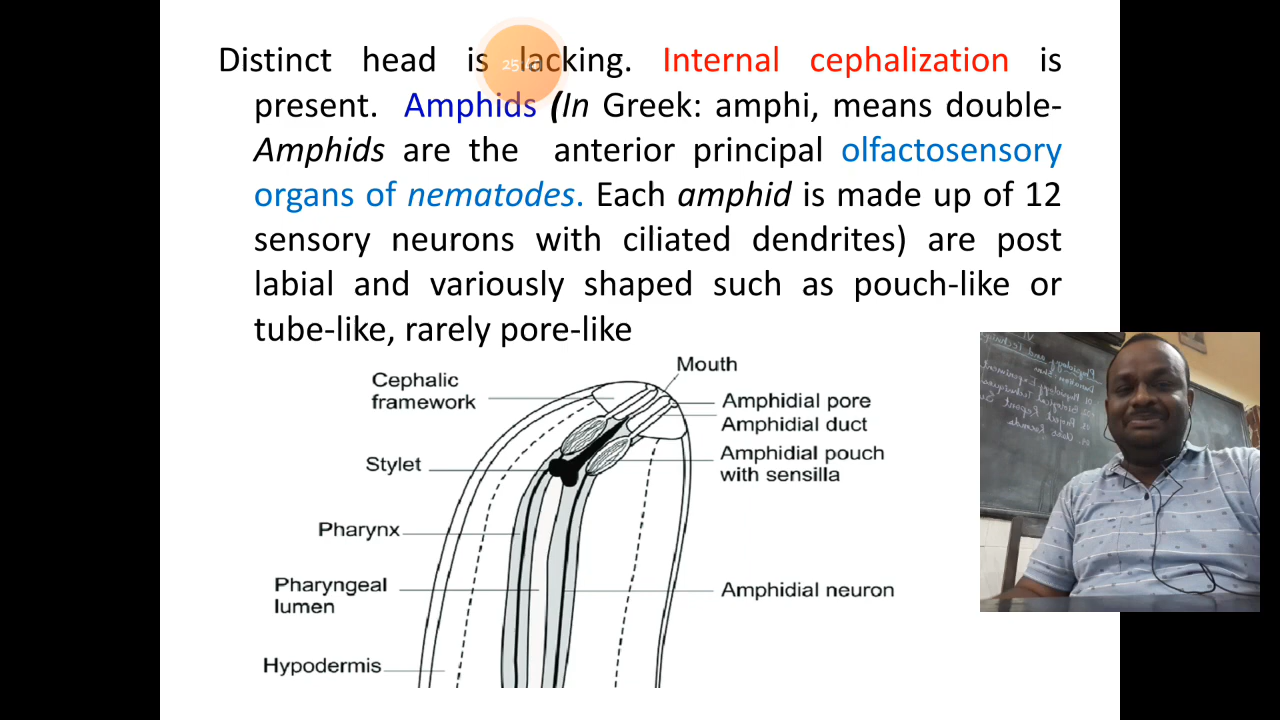 Distinct head is lacking. Internal cephalization is
present. Amphids (In Greek: amphi, means double-
Amphids are the anterior principal olfactosensory
organs of nematodes. Each amphid is made up of 12
sensory neurons with ciliated dendrites) are post
labial and variously shaped such as pouch-like or
tube-like, rarely pore-like
Mouth
Cephalic
framework
Amphidial pore
Amphidial duct
Amphidial pouch
with sensilla
Stylet
Pharynx
Pharyngeal
lumen
Amphidial neuron
Hypodermis
Physiology and Techniq